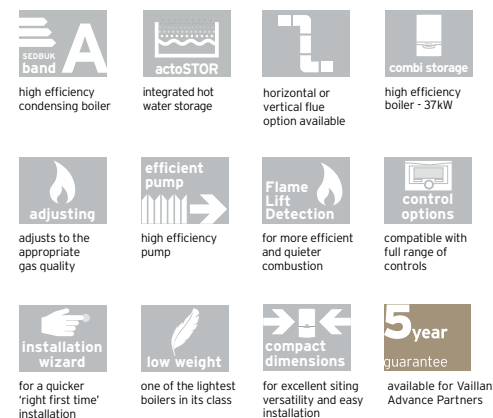 SEDBUK
band A
high efficiency
condensing boiler
actoSTOR
integrated hot
water storage
horizontal or
vertical flue
option available
combi storage
high efficiency
boiler - 37kW
adjusting
adjusts to the
appropriate
gas quality
efficient
pump
high efficiency
pump
Flame
Lift
Detection
for more efficient
and quieter
combustion
control
options
compatible with
full range of
controls
installation
wizard
for a quicker
'right first time'
installation
low weight
one of the lightest
boilers in its class
compact
dimensions
for excellent siting
versatility and easy
installation
5 year
guarantee
available for Vaillan
Advance Partners